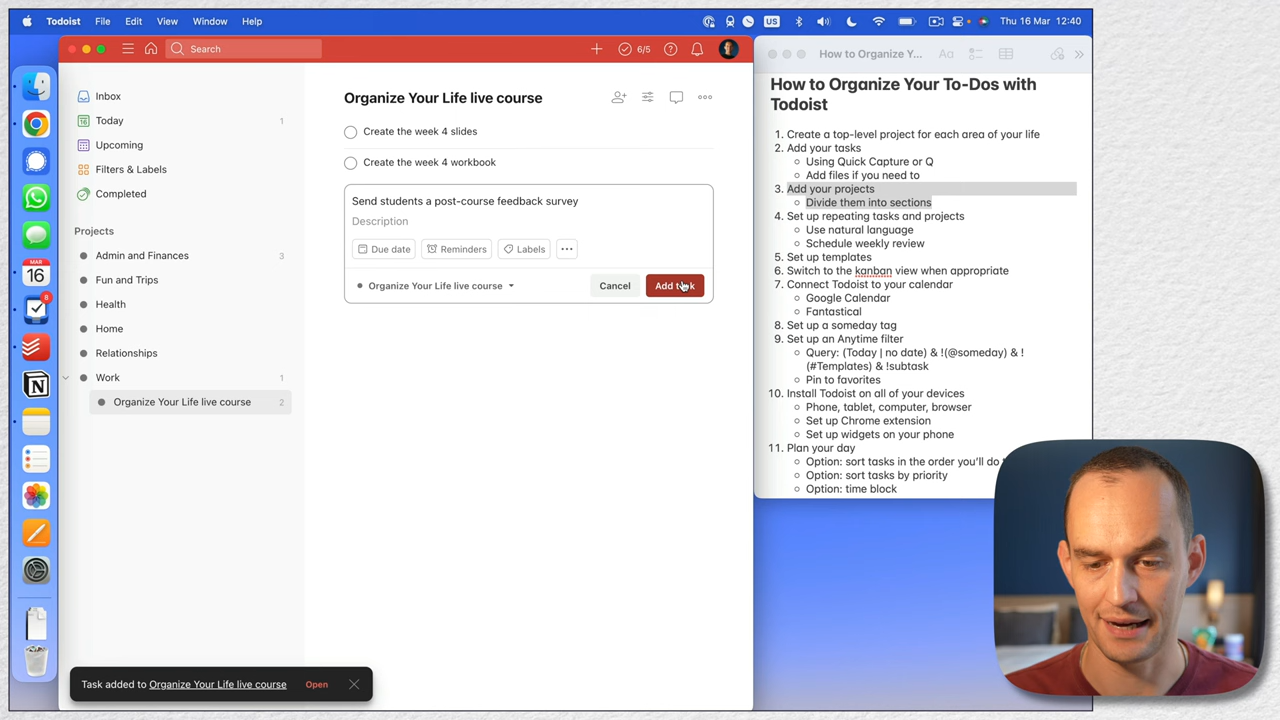 Todoist File Edit View Window Help
US
Thu 16 Mar 12:40
Search
6/5
How to Organize Y...
Aa
Inbox
16 Today 1
Upcoming
Filters & Labels
Completed
Projects
Admin and Finances 3
Fun and Trips
Health
Home
Relationships
Work 1
Organize Your Life live course 2
MAR
16
8
Organize Your Life live course
Create the week 4 slides
Create the week 4 workbook
Send students a post-course feedback survey
Description
Due date
Reminders
Labels
Organize Your Life live course
Cancel
Task added to Organize Your Life live course Open
How to Organize Your To-Dos with
Todoist
1. Create a top-level project for each area of your life
2. Add your tasks
Using Quick Capture or Q
Add files if you need to
3. Add your projects
Divide them into sections
4. Set up repeating tasks and projects
Use natural language
Schedule weekly review
5. Set up templates
6. Switch to the kanban view when appropriate
7. Connect Todoist to your calendar
Google Calendar
Fantastical
8. Set up a someday tag
9. Set up an Anytime filter
Query: (Today | no date) & !(@someday) & !
(#Templates) & !subtask
Pin to favorites
10. Install Todoist on all of your devices
Phone, tablet, computer, browser
Set up Chrome extension
Set up widgets on your phone
11. Plan your day
Option: sort tasks in the order you'll do
Option: sort tasks by priority
Option: time block